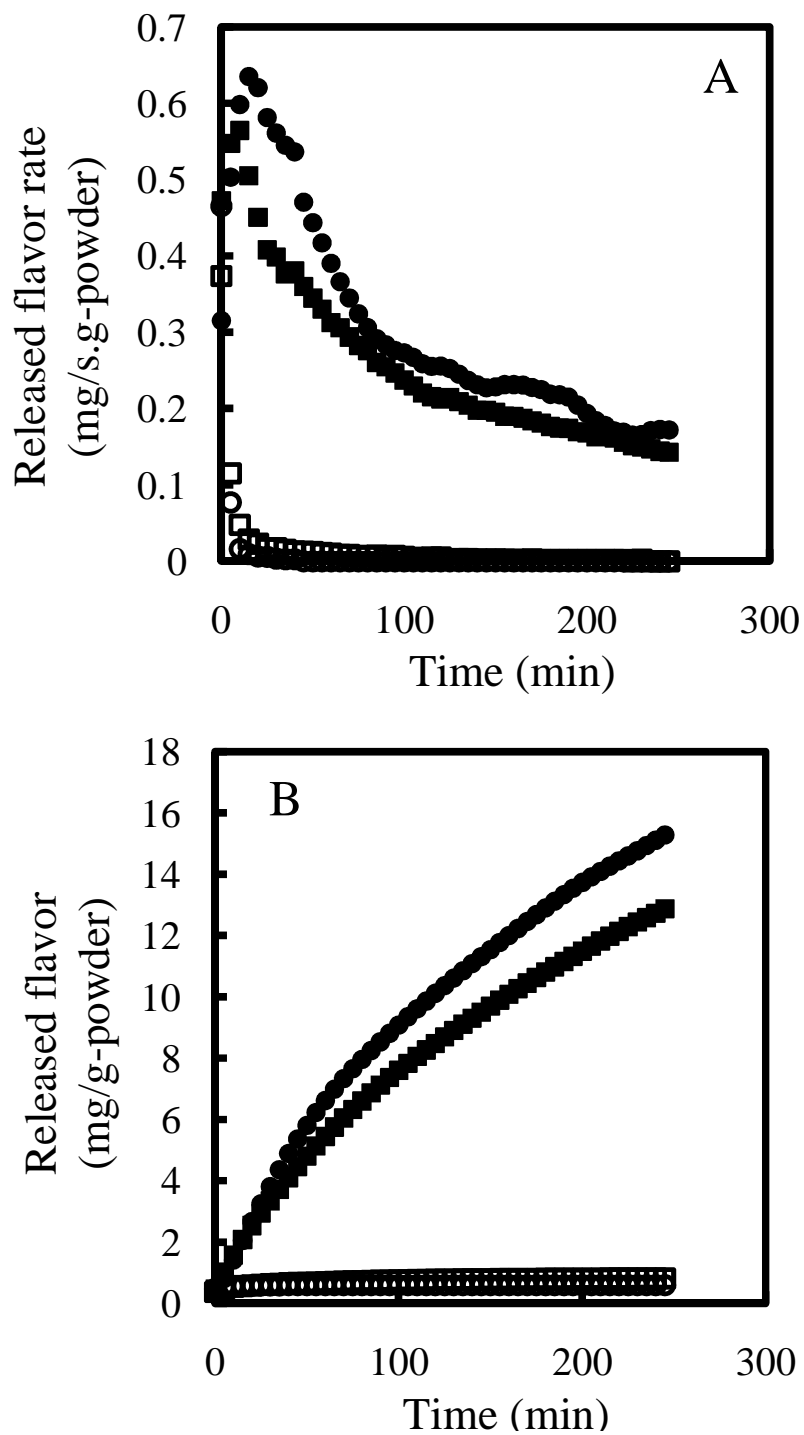 A
Released flavor rate
(mg/s.g-powder)
0.7
0.6
0.5
0.4
0.3
0.2
0.1
0
0 100 200 300
Time (min)
B
Released flavor
(mg/g-powder)
18
16
14
12
10
8
6
4
2
0
0 100 200 300
Time (min)